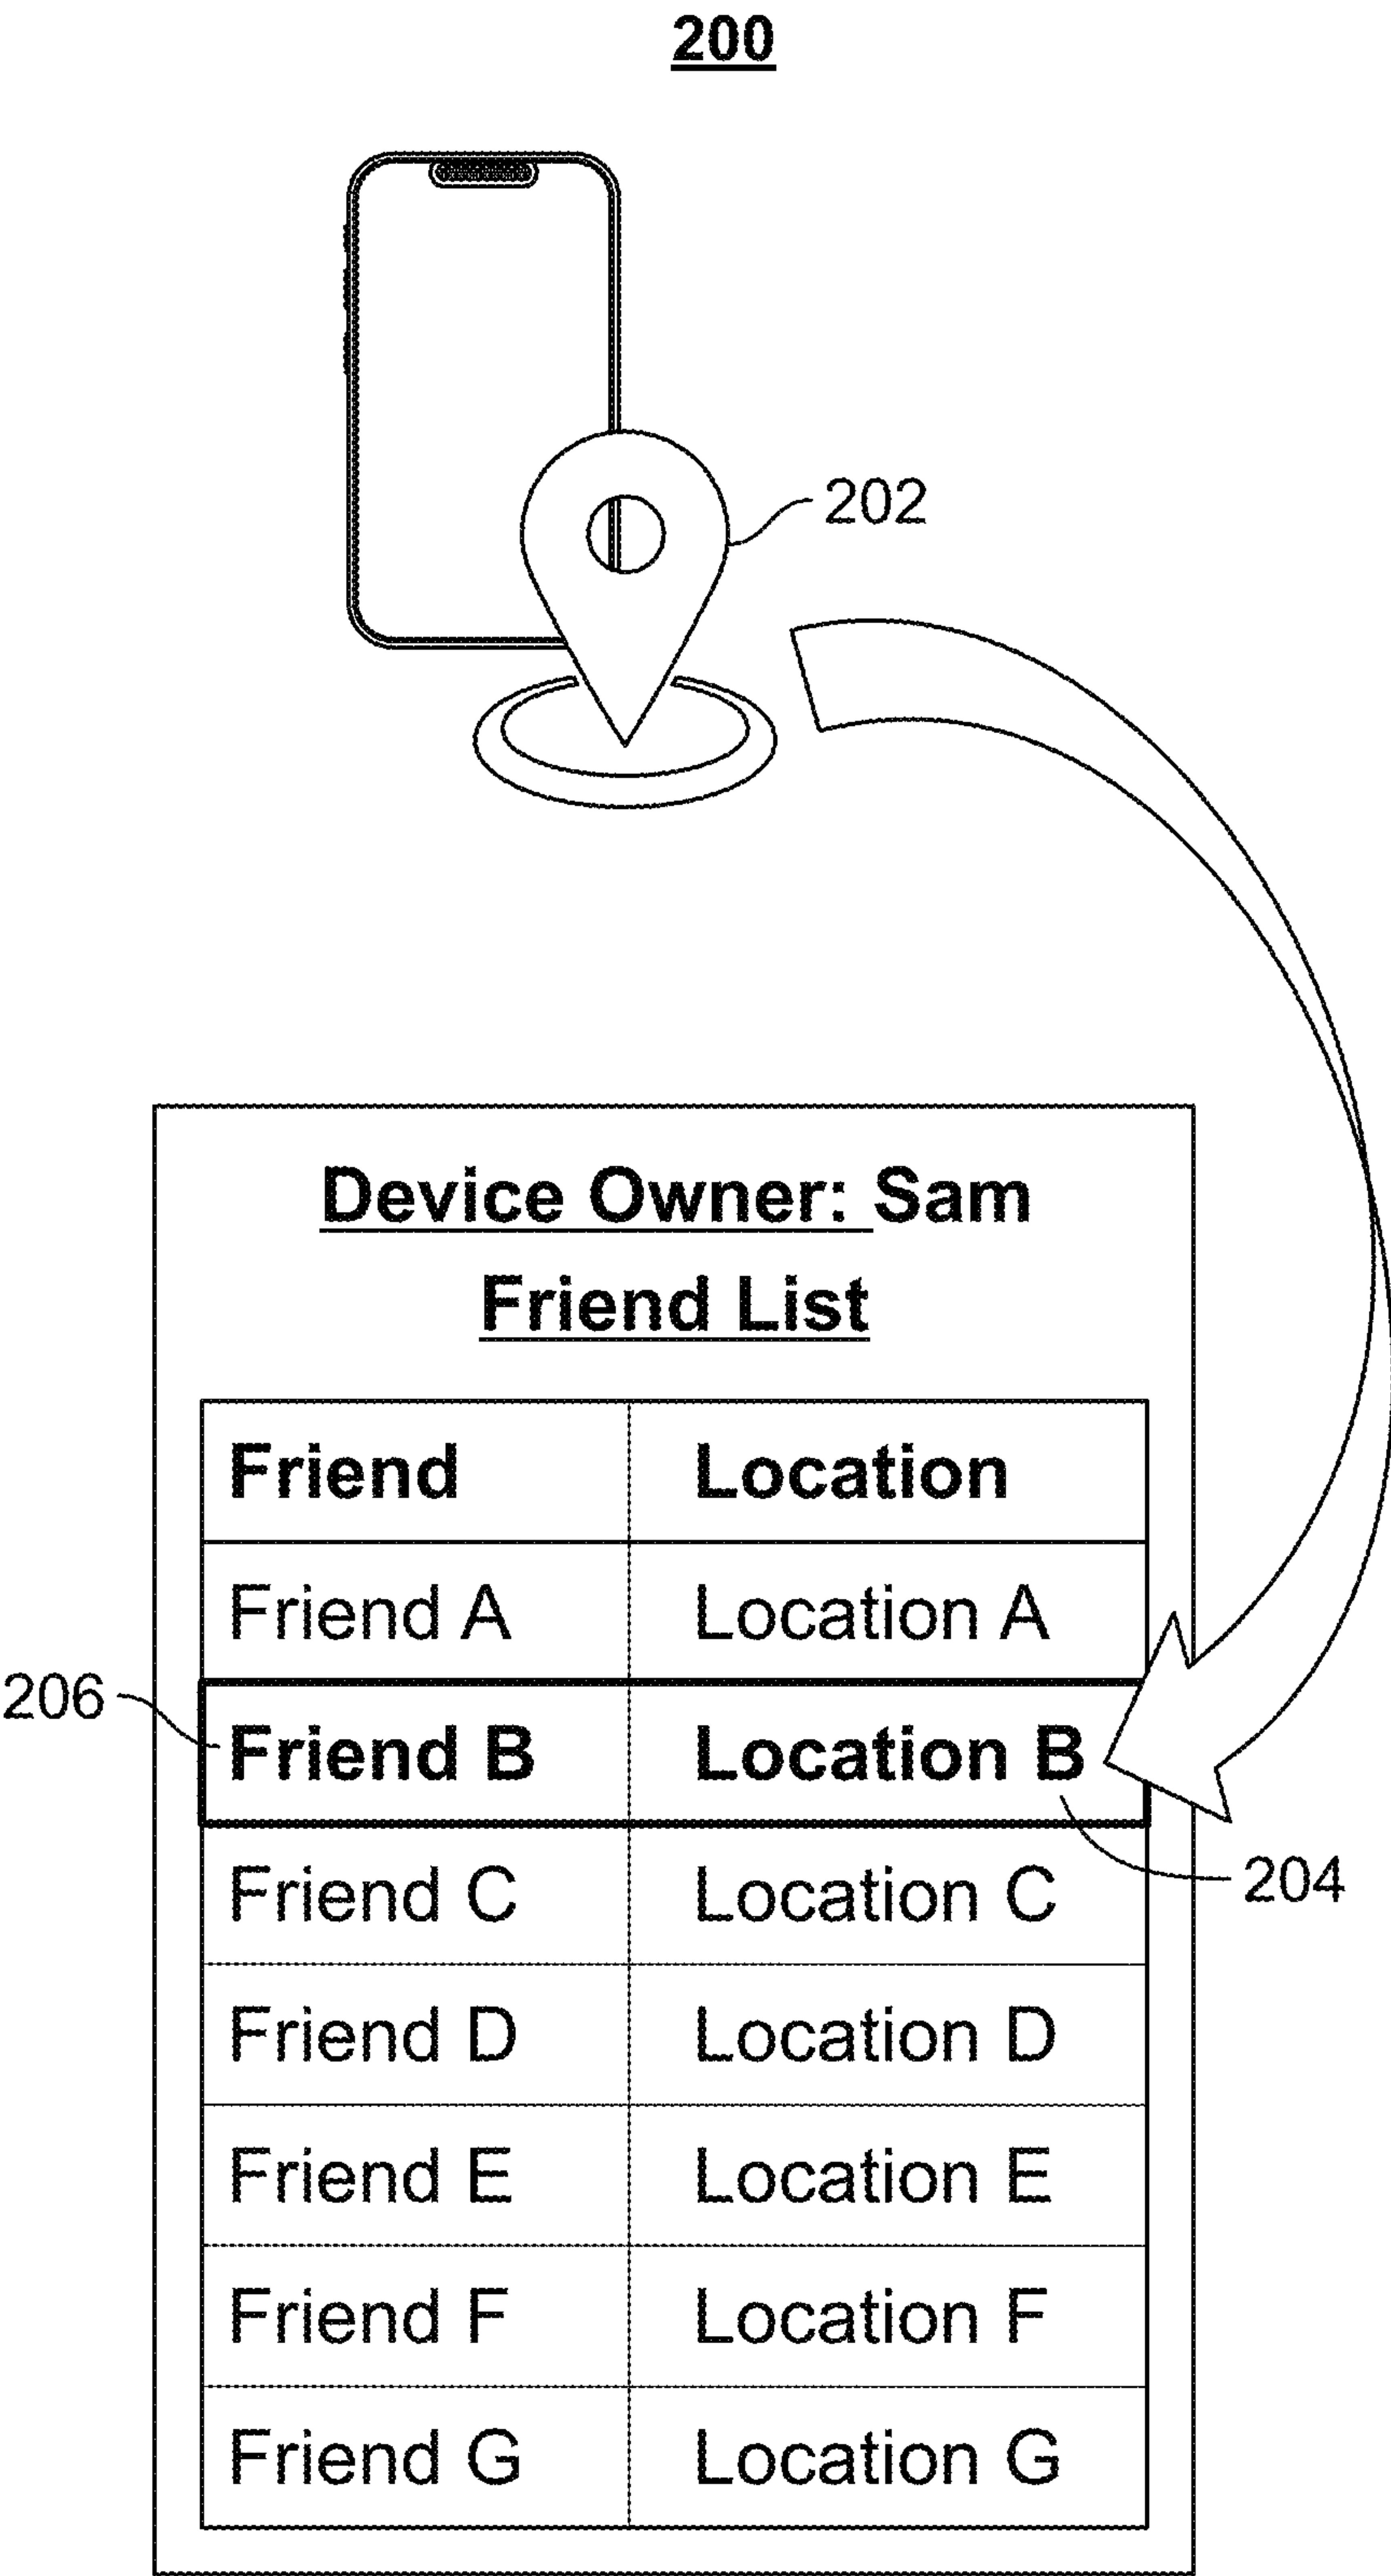 200
202
Device Owner: Sam
Friend List
Friend Location
Friend A Location A
206 Friend B Location B
204
Friend C Location C
Friend D Location D
Friend E Location E
Friend F Location F
Friend G Location G